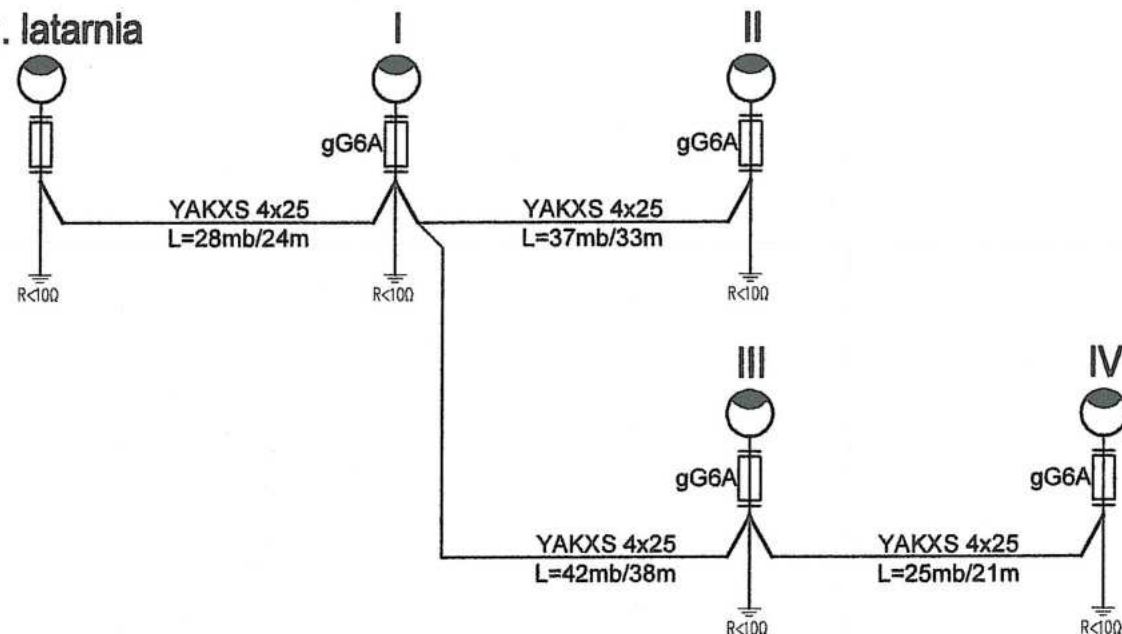 . latarnia
I
II
gG6A
gG6A
YAKXS 4x25
L=28mb/24m
YAKXS 4x25
L=37mb/33m
R<10Ω
R<10Ω
R<10Ω
III
IV
gG6A
gG6A
YAKXS 4x25
L=42mb/38m
YAKXS 4x25
L=25mb/21m
R<10Ω
R<10Ω